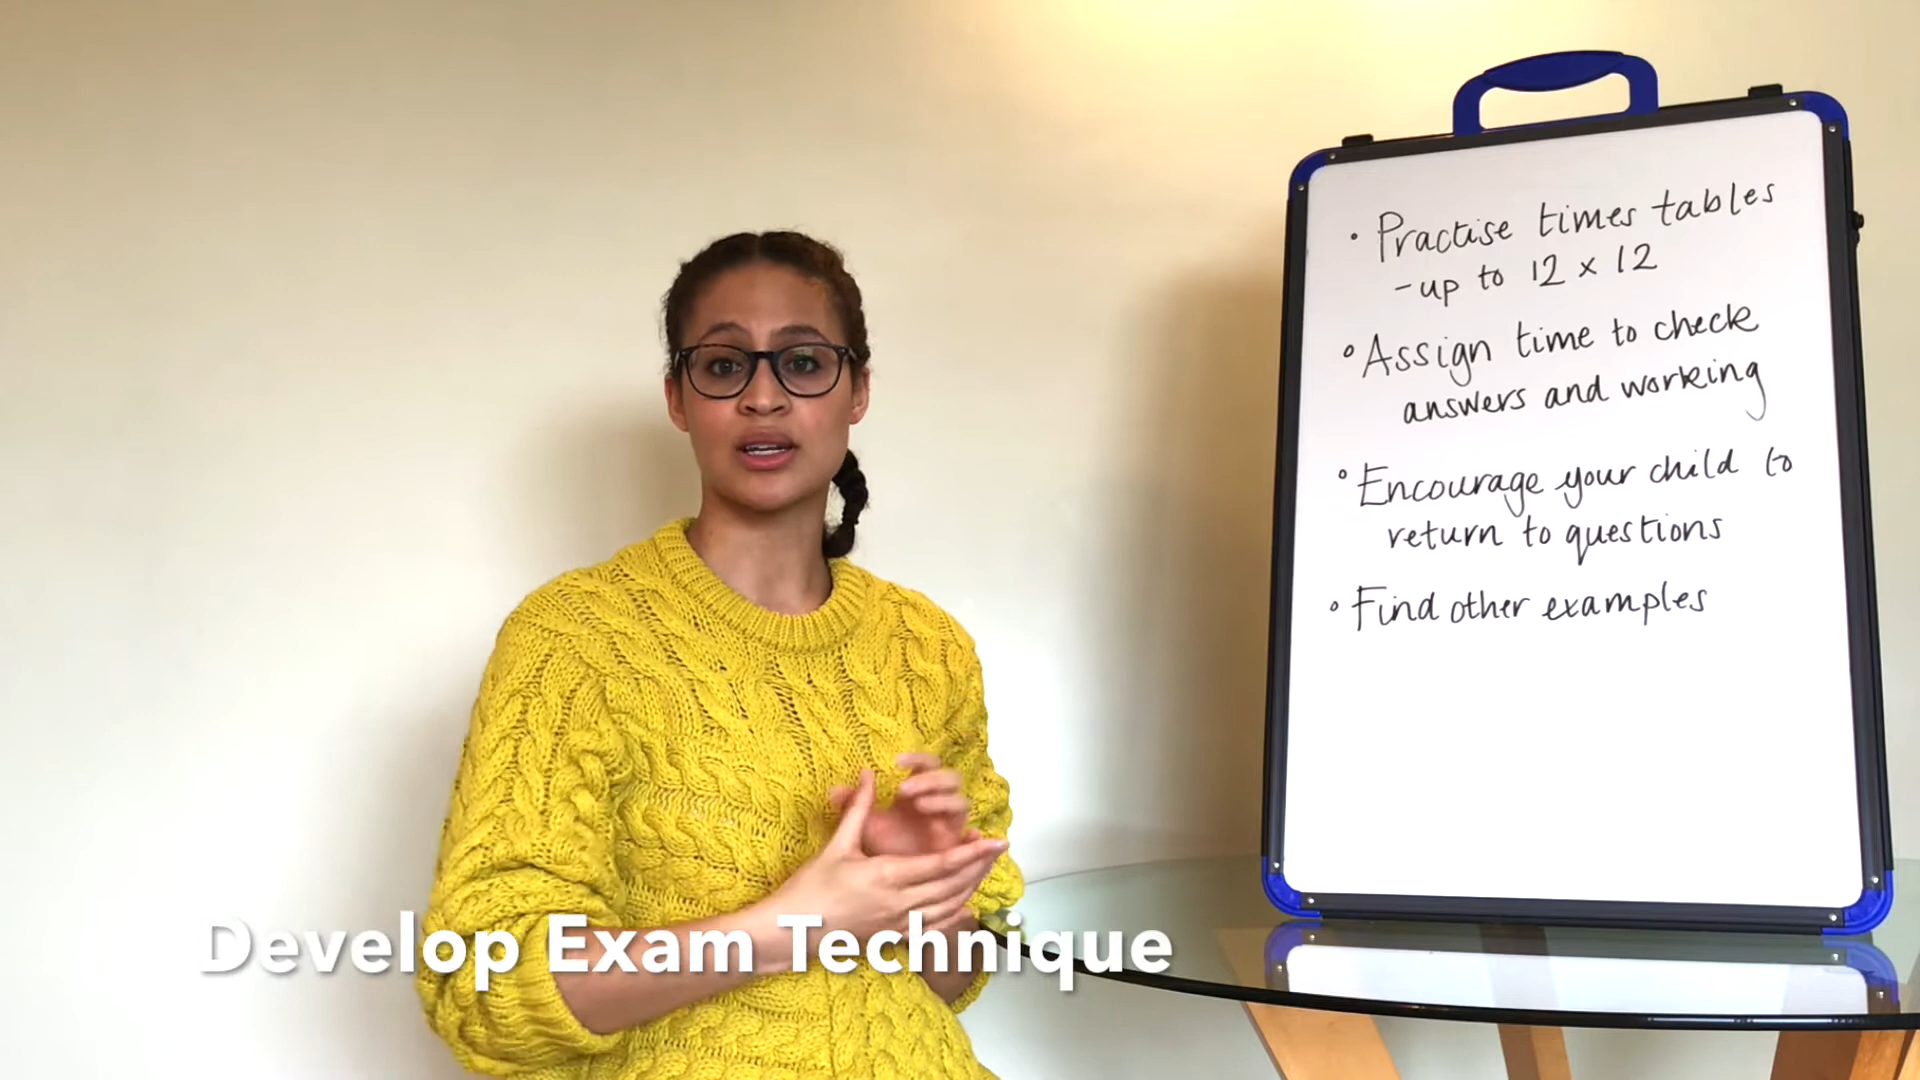 • Practise times tables
- up to 12 x 12
• Assign time to check
answers and working
• Encourage your child to
return to questions
• Find other examples
Develop Exam Technique